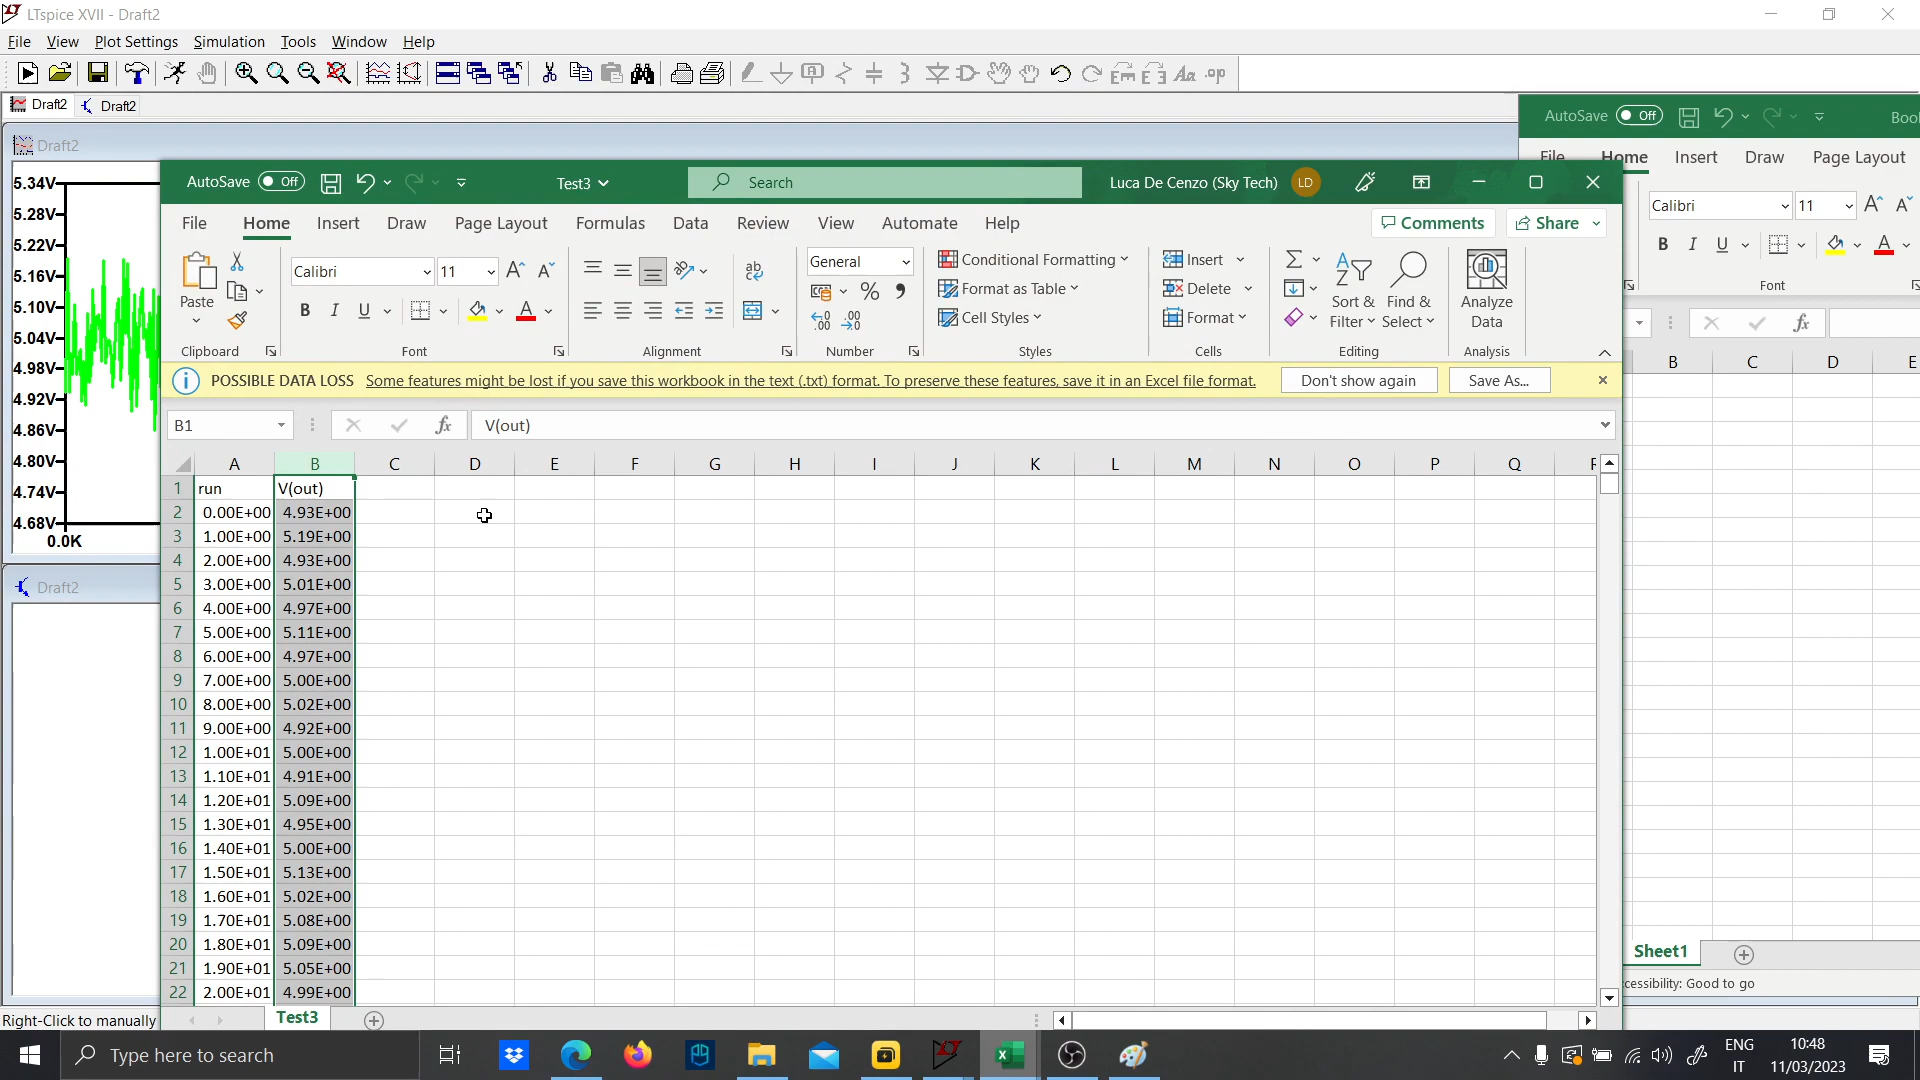 LTspice XVII - Draft2
File View Plot Settings Simulation Tools Window Help
Draft2 Draft2
Draft2
5.34V
5.28V
5.22V
5.16V
5.10V
5.04V
4.98V
4.92V
4.86V
4.80V
4.74V
4.68V
0.0K
Draft2
Right-Click to manually
AutoSave Off Test3 Search Luca De Cenzo (Sky Tech) LD
File Home Insert Draw Page Layout Formulas Data Review View Automate Help Comments Share
Paste
Clipboard
Calibri 11
B I U A
Font
Alignment
General
Number
Conditional Formatting
Format as Table
Cell Styles
Styles
Insert
Delete
Format
Cells
Sort & Filter
Find & Select
Editing
Analyze Data
Analysis
POSSIBLE DATA LOSS Some features might be lost if you save this workbook in the text (.txt) format. To preserve these features, save it in an Excel file format. Don't show again Save As...
B1 fx V(out)
A B C D E F G H I J K L M N O P Q
1 run V(out)
2 0.00E+00 4.93E+00
3 1.00E+00 5.19E+00
4 2.00E+00 4.93E+00
5 3.00E+00 5.01E+00
6 4.00E+00 4.97E+00
7 5.00E+00 5.11E+00
8 6.00E+00 4.97E+00
9 7.00E+00 5.00E+00
10 8.00E+00 5.02E+00
11 9.00E+00 4.92E+00
12 1.00E+01 5.00E+00
13 1.10E+01 4.91E+00
14 1.20E+01 5.09E+00
15 1.30E+01 4.95E+00
16 1.40E+01 5.00E+00
17 1.50E+01 5.13E+00
18 1.60E+01 5.02E+00
19 1.70E+01 5.08E+00
20 1.80E+01 5.09E+00
21 1.90E+01 5.05E+00
22 2.00E+01 4.99E+00
Test3
AutoSave Off Boo
File Home Insert Draw Page Layout
Calibri 11
B I U A
Font
fx
B C D E
Sheet1
cessibility: Good to go
Type here to search
ENG
IT
10:48
11/03/2023